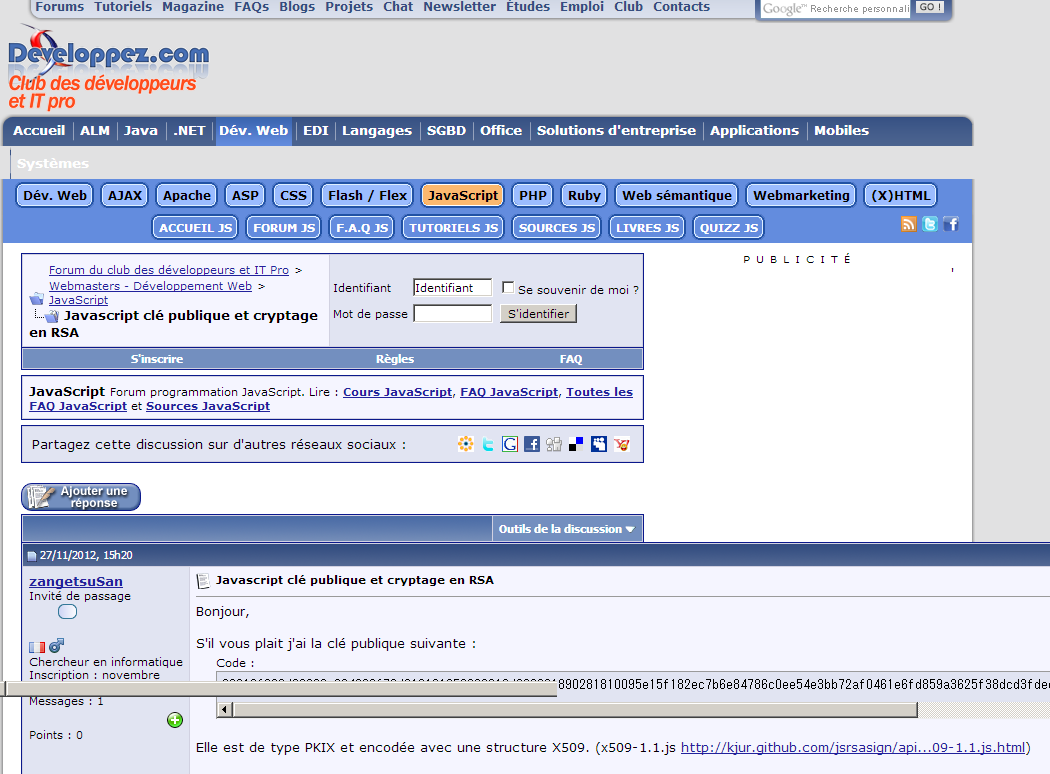 Forums Tutoriels Magazine FAQs Blogs Projets Chat Newsletter Études Emploi Club Contacts
Google™ Recherche personnali GO !
Developpez.com
Club des développeurs
et IT pro
Accueil ALM Java .NET Dév. Web EDI Langages SGBD Office Solutions d'entreprise Applications Mobiles
Systèmes
Dév. Web AJAX Apache ASP CSS Flash / Flex JavaScript PHP Ruby Web sémantique Webmarketing (X)HTML
ACCUEIL JS FORUM JS F.A.Q JS TUTORIELS JS SOURCES JS LIVRES JS QUIZZ JS
PUBLICITÉ
Forum du club des développeurs et IT Pro >
Webmasters - Développement Web >
JavaScript
Javascript clé publique et cryptage
en RSA
Identifiant Identifiant Se souvenir de moi ?
Mot de passe S'identifier
S'inscrire Règles FAQ
JavaScript Forum programmation JavaScript. Lire : Cours JavaScript, FAQ JavaScript, Toutes les
FAQ JavaScript et Sources JavaScript
Partagez cette discussion sur d'autres réseaux sociaux :
Ajouter une
réponse
Outils de la discussion
27/11/2012, 15h20
zangetsuSan
Invité de passage
Chercheur en informatique
Inscription : novembre
Messages : 1
Points : 0
Javascript clé publique et cryptage en RSA
Bonjour,
S'il vous plait j'ai la clé publique suivante :
Code :
890281810095e15f182ec7b6e84786c0ee54e3bb72af0461e6fd859a3625f38dcd3fde
Elle est de type PKIX et encodée avec une structure X509. (x509-1.1.js http://kjur.github.com/jsrsasign/api...09-1.1.js.html)